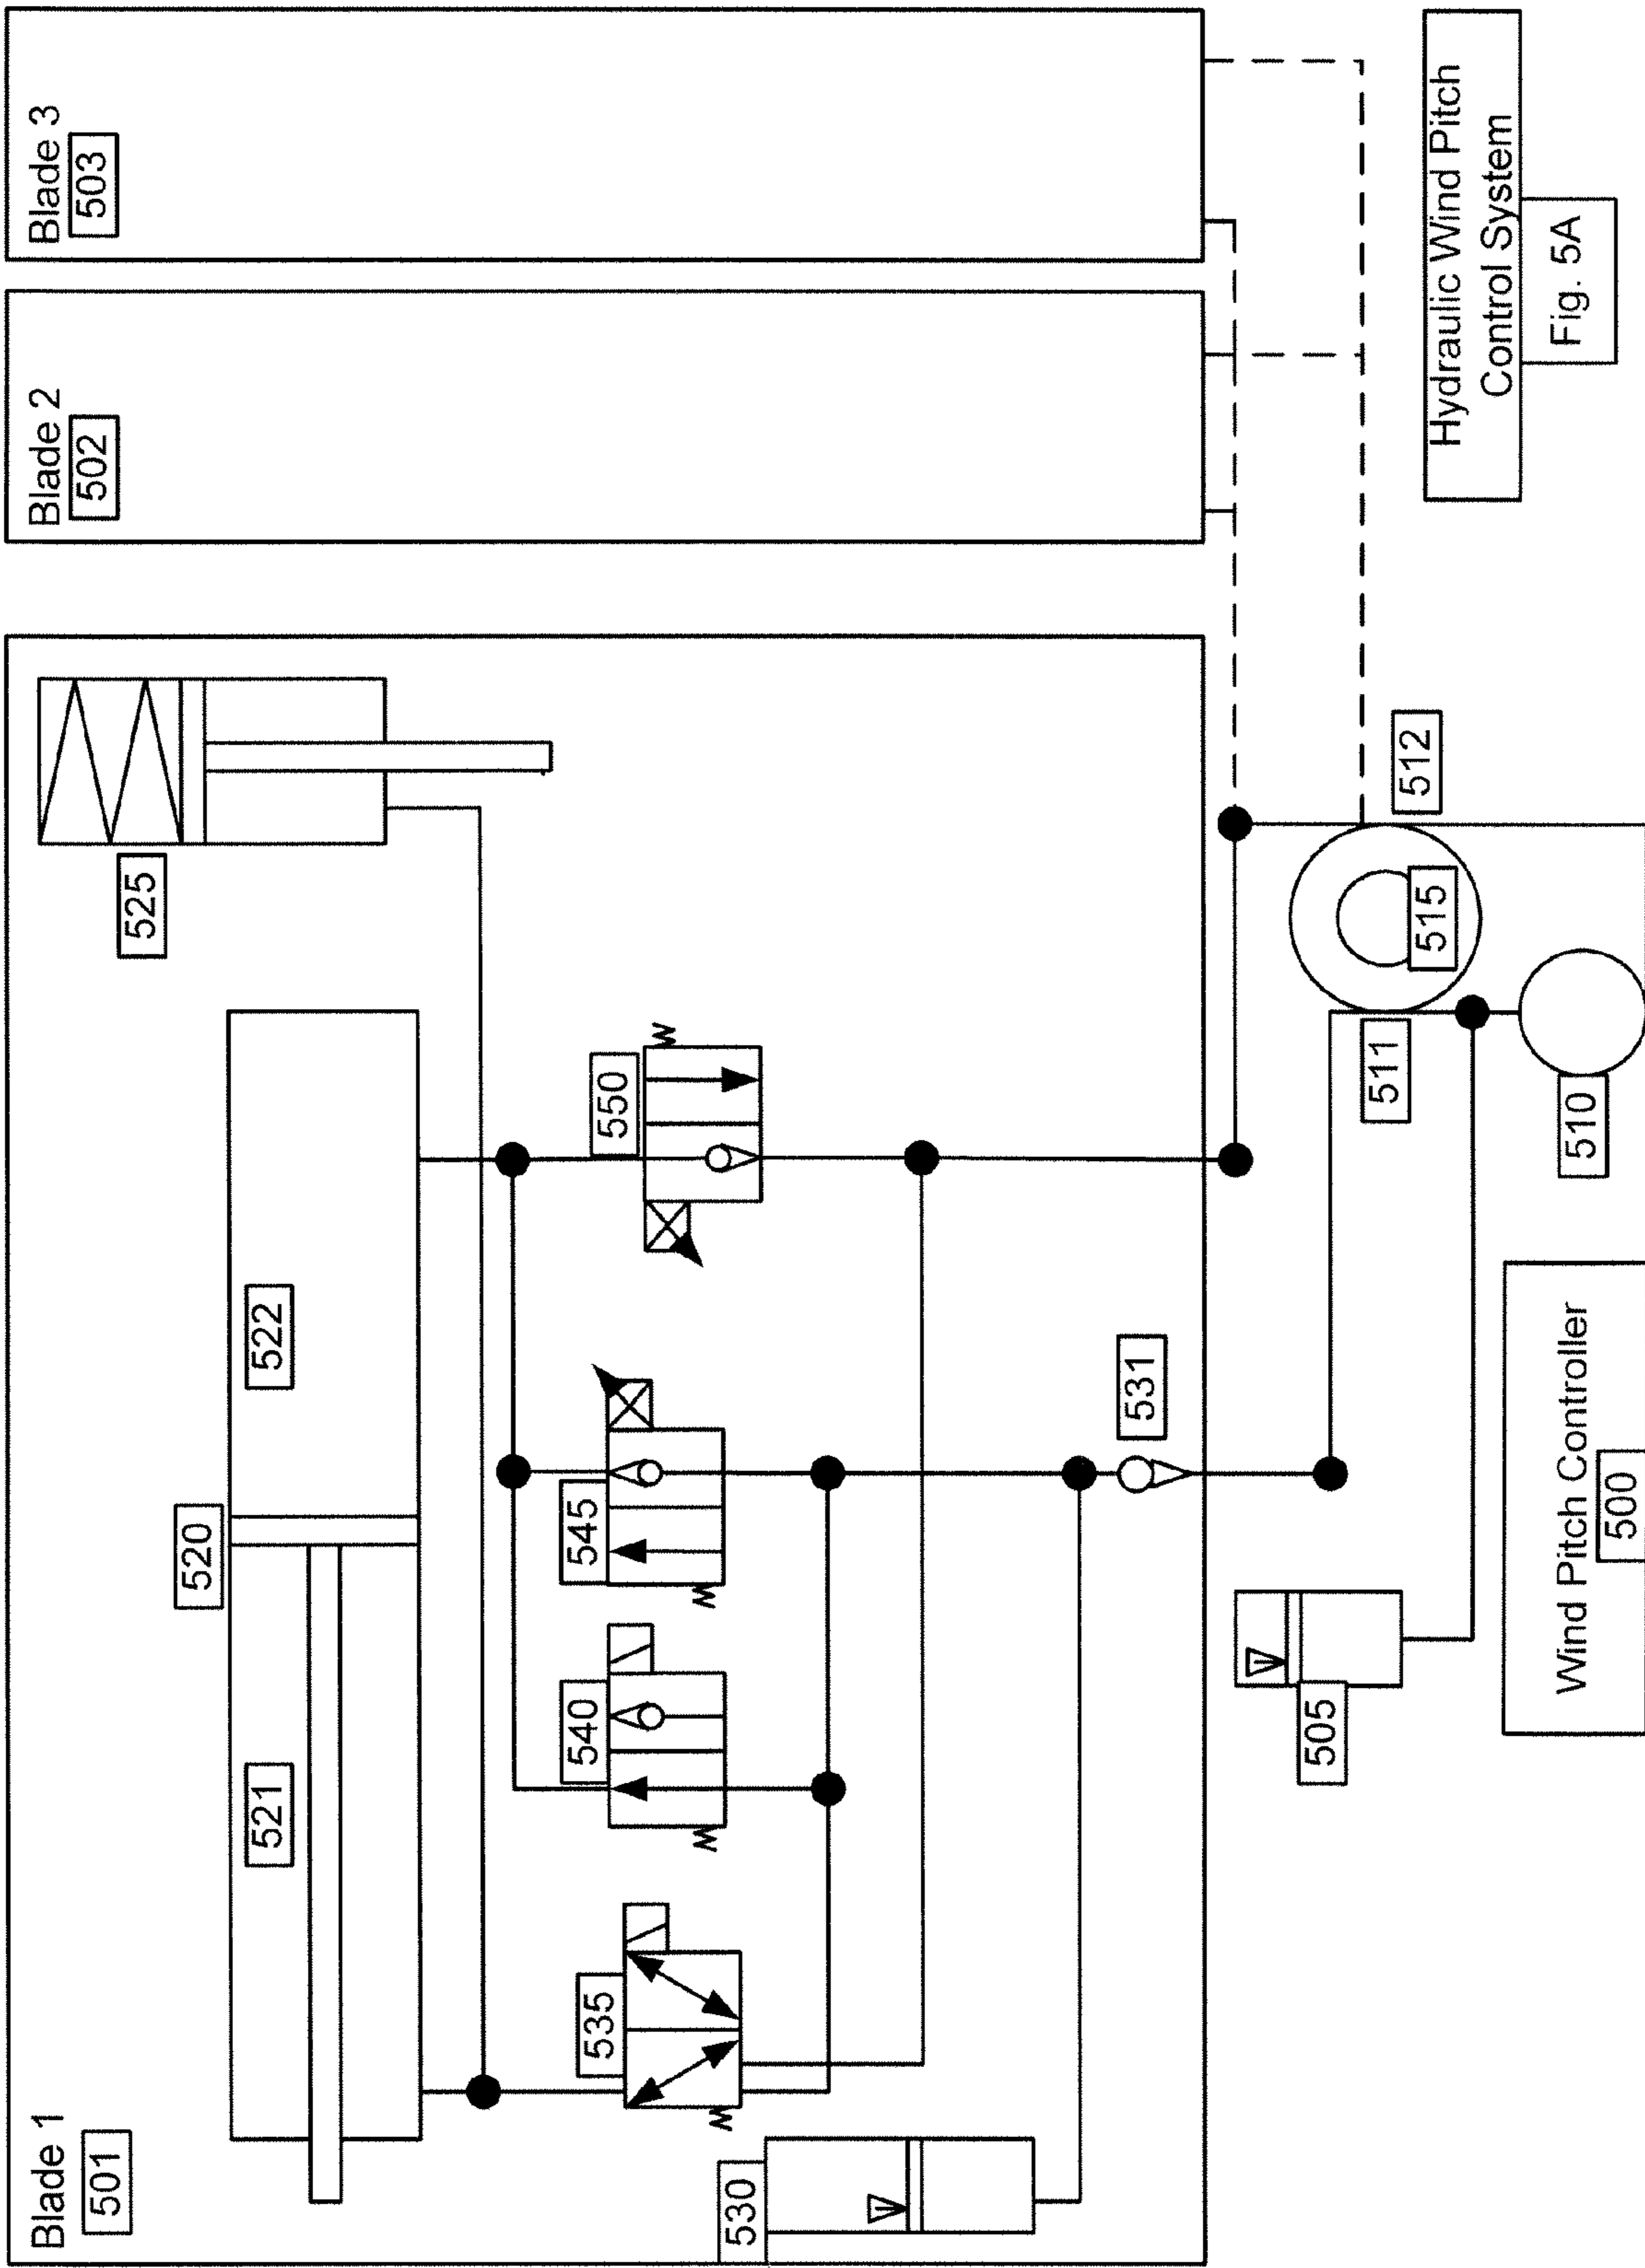 Blade 1
501
520
521
522
525
530
535
540
545
550
531
Blade 2
502
Blade 3
503
505
511
512
515
510
Wind Pitch Controller
500
Hydraulic Wind Pitch
Control System
Fig. 5A